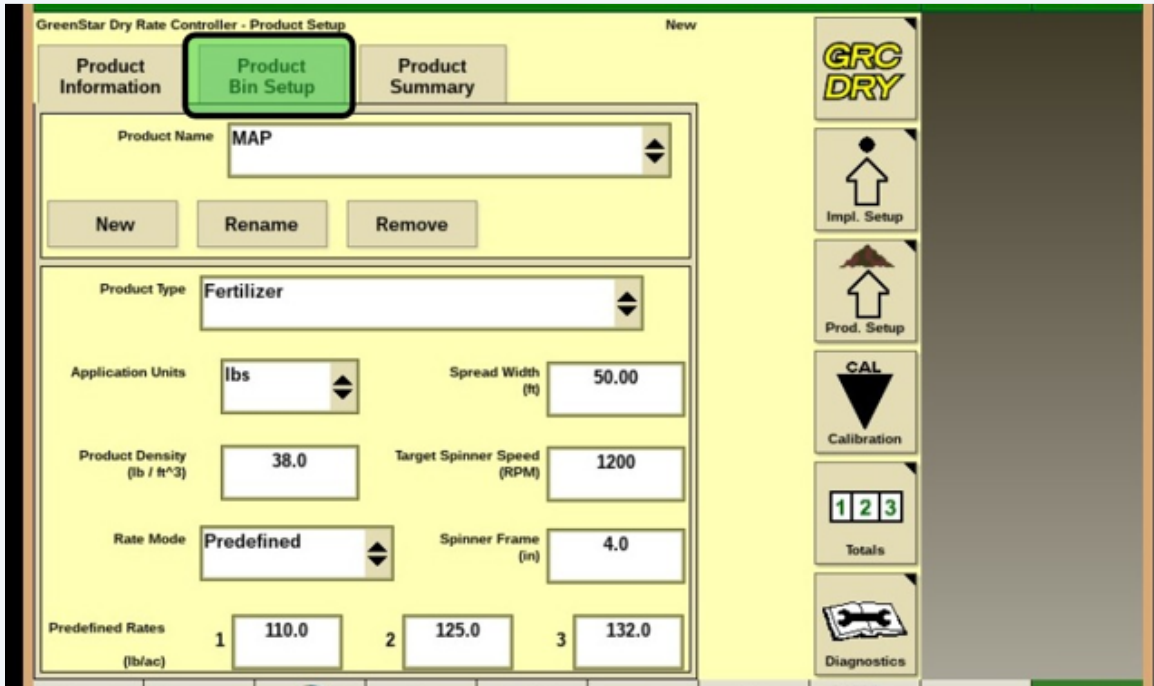 GreenStar Dry Rate Controller - Product Setup
New
Product
Information
Product
Bin Setup
Product
Summary
Product Name
MAP
New
Rename
Remove
Product Type
Fertilizer
Application Units
lbs
Spread Width
(ft)
50.00
Product Density
(lb / ft^3)
38.0
Target Spinner Speed
(RPM)
1200
Rate Mode
Predefined
Spinner Frame
(in)
4.0
Predefined Rates
(lb/ac)
1
110.0
2
125.0
3
132.0
GRC
DRY
Impl. Setup
Prod. Setup
CAL
Calibration
1 2 3
Totals
Diagnostics